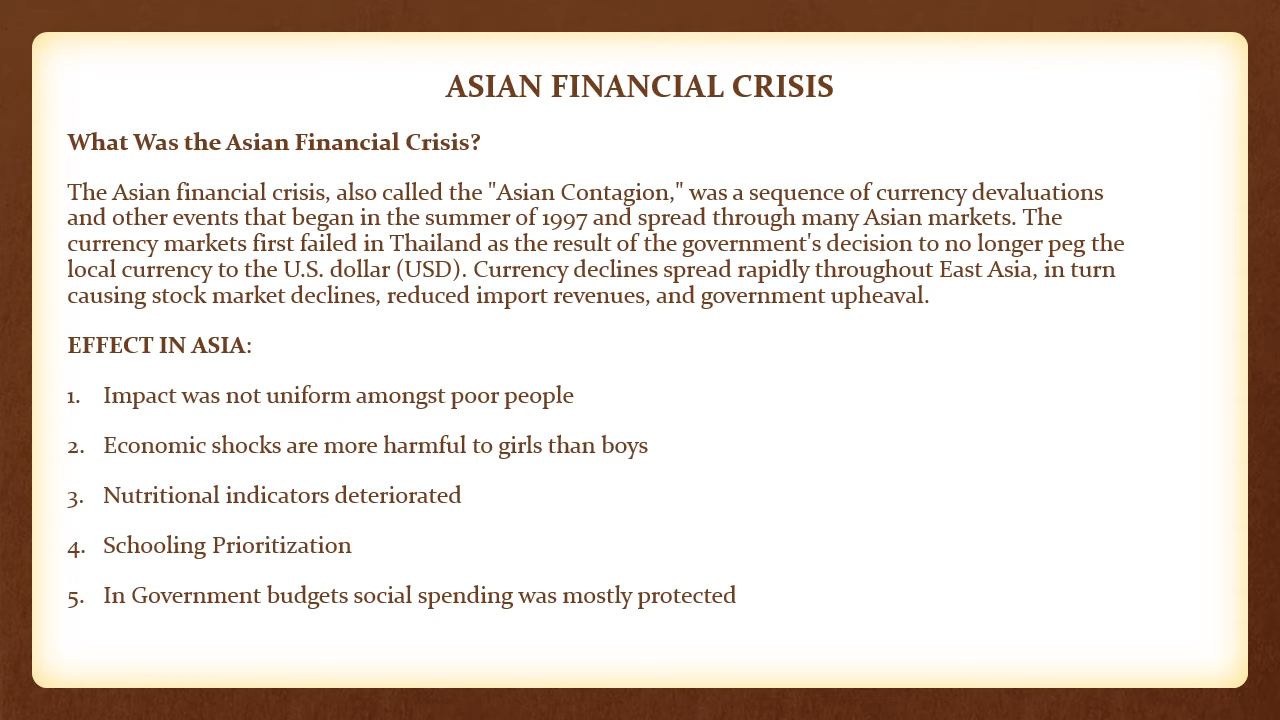 ASIAN FINANCIAL CRISIS
What Was the Asian Financial Crisis?
The Asian financial crisis, also called the "Asian Contagion," was a sequence of currency devaluations
and other events that began in the summer of 1997 and spread through many Asian markets. The
currency markets first failed in Thailand as the result of the government's decision to no longer peg the
local currency to the U.S. dollar (USD). Currency declines spread rapidly throughout East Asia, in turn
causing stock market declines, reduced import revenues, and government upheaval.
EFFECT IN ASIA:
1. Impact was not uniform amongst poor people
2. Economic shocks are more harmful to girls than boys
3. Nutritional indicators deteriorated
4. Schooling Prioritization
5. In Government budgets social spending was mostly protected